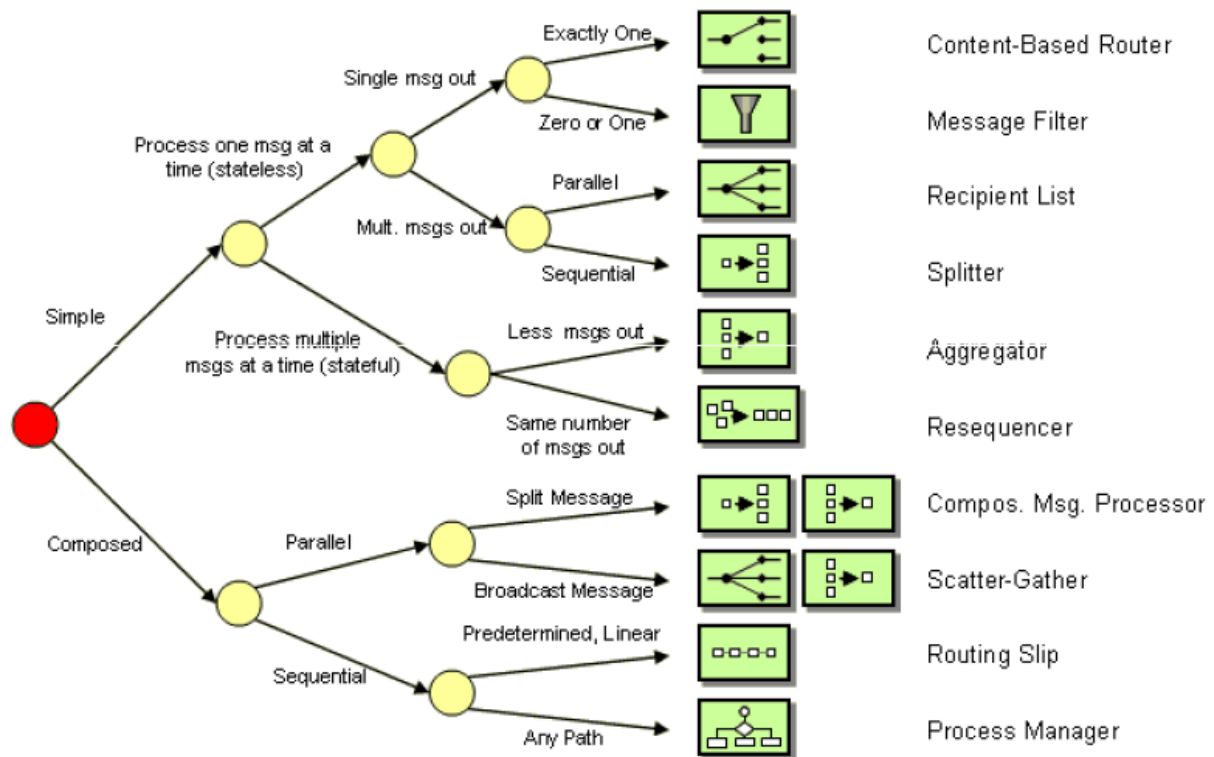 Exactly One
Content-Based Router
Single msg out
Zero or One
Message Filter
Process one msg at a
time (stateless)
Parallel
Recipient List
Mult. msgs out
Sequential
Splitter
Simple
Process multiple
msgs at a time (stateful)
Less msgs out
Aggregator
Same number
of msgs out
Resequencer
Split Message
Compos. Msg. Processor
Composed
Parallel
Broadcast Message
Scatter-Gather
Predetermined, Linear
Routing Slip
Sequential
Any Path
Process Manager